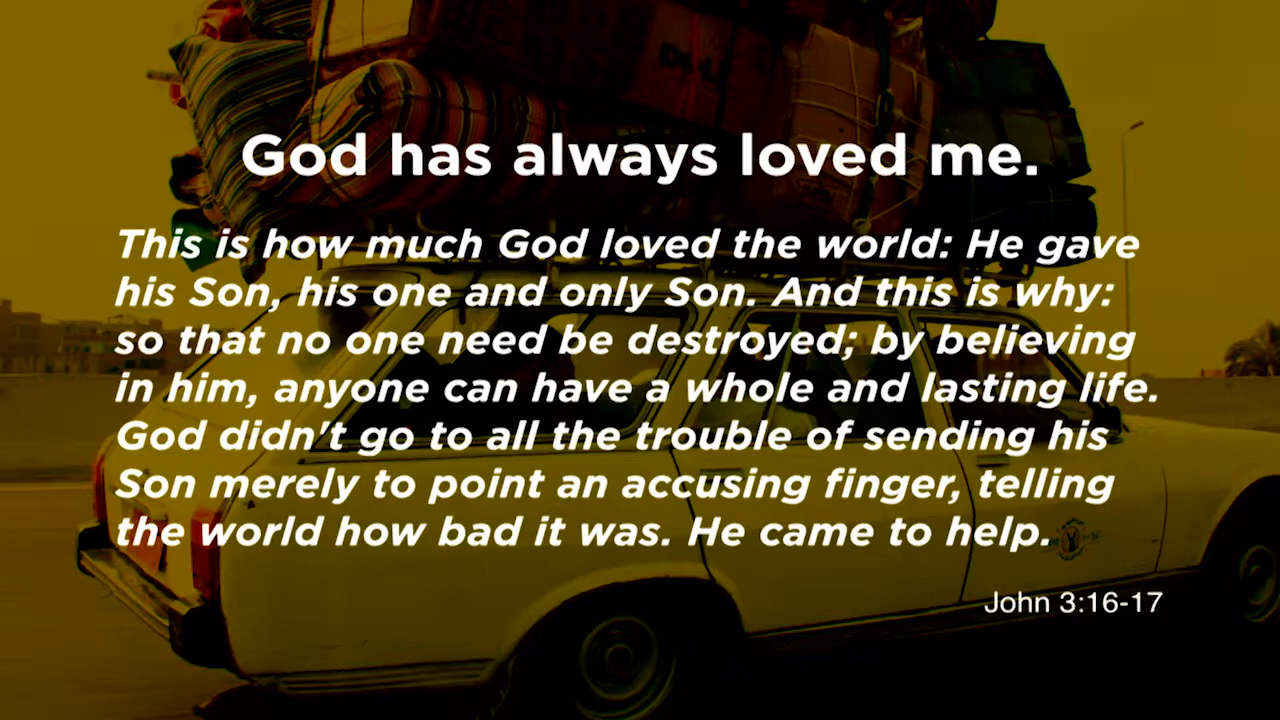 God has always loved me.
This is how much God loved the world: He gave
his Son, his one and only Son. And this is why:
so that no one need be destroyed; by believing
in him, anyone can have a whole and lasting life.
God didn't go to all the trouble of sending his
Son merely to point an accusing finger, telling
the world how bad it was. He came to help.
John 3:16-17